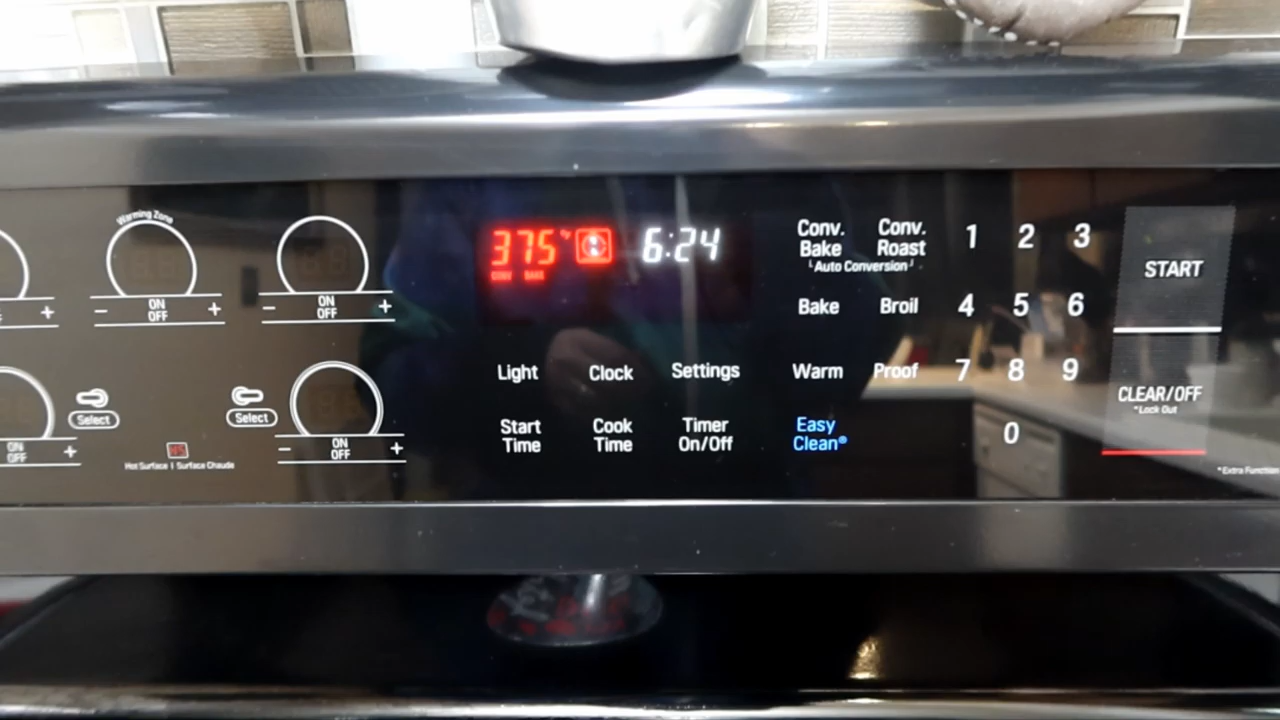 Warming Zone
ON
OFF
- +
ON
OFF
- +
+
375 °F 6:24
CONV BAKE
Conv.
Bake
Conv.
Roast
Auto Conversion
1 2 3
START
Bake Broil 4 5 6
Light Clock Settings
Warm Proof 7 8 9
CLEAR/OFF
*Lock Out
Select
Select
ON
OFF
+
ON
OFF
- +
HS
Hot Surface | Surface Chaude
Start
Time
Cook
Time
Timer
On/Off
Easy
Clean®
0
*Extra Function